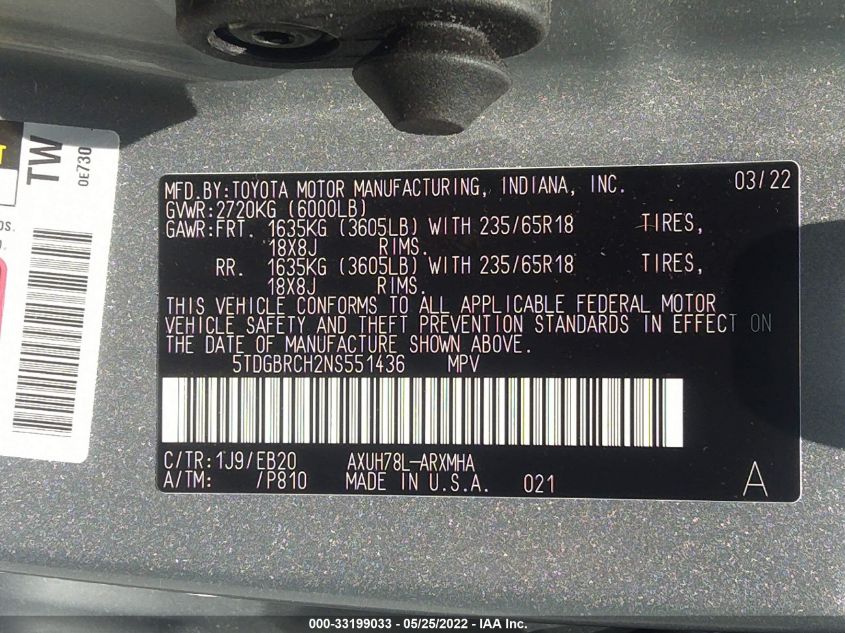 TW
0E730
MFD.BY:TOYOTA MOTOR MANUFACTURING, INDIANA, INC. 03/22
GVWR:2720KG (6000LB)
GAWR:FRT. 1635KG (3605LB) WITH 235/65R18 TIRES,
18X8J RIMS.
RR. 1635KG (3605LB) WITH 235/65R18 TIRES,
18X8J RIMS.
THIS VEHICLE CONFORMS TO ALL APPLICABLE FEDERAL MOTOR
VEHICLE SAFETY AND THEFT PREVENTION STANDARDS IN EFFECT ON
THE DATE OF MANUFACTURE SHOWN ABOVE.
5TDGBRCH2NS551436 MPV
C/TR:1J9/EB20 AXUH78L-ARXMHA
A/TM: /P810 MADE IN U.S.A. 021 A
000-33199033 - 05/25/2022 - IAA Inc.